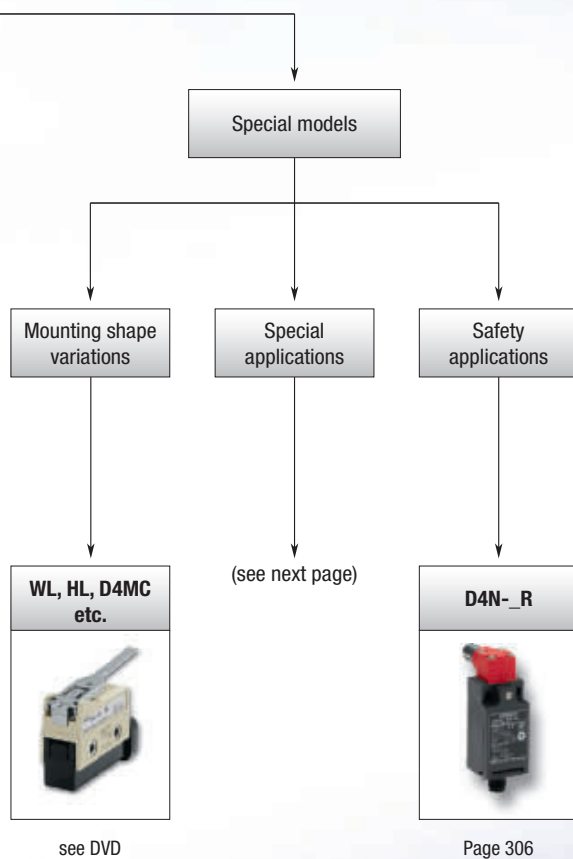 Special models
Mounting shape
variations
Special
applications
Safety
applications
WL, HL, D4MC
etc.
(see next page)
D4N-_R
see DVD
Page 306